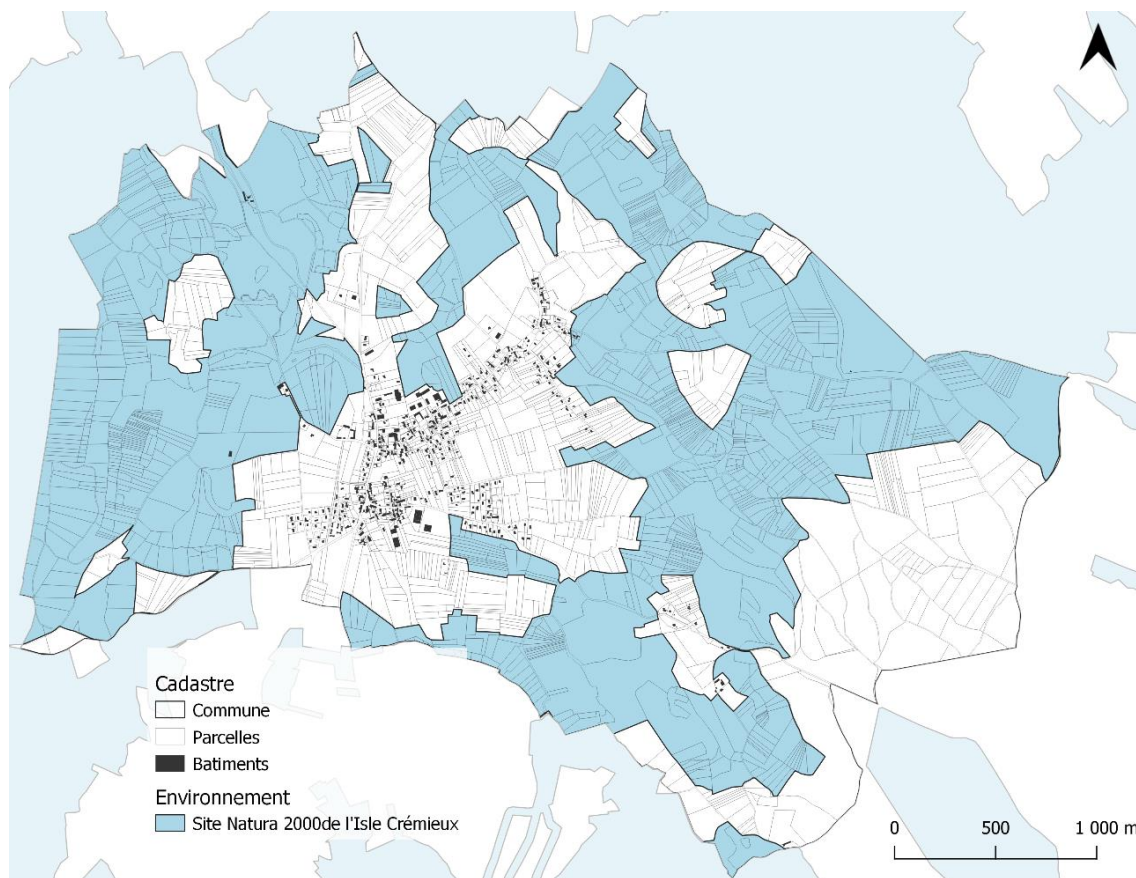 Cadastre
Commune
Parcelles
Batiments
Environnement
Site Natura 2000de l'Isle Crémieux
0 500 1 000 m